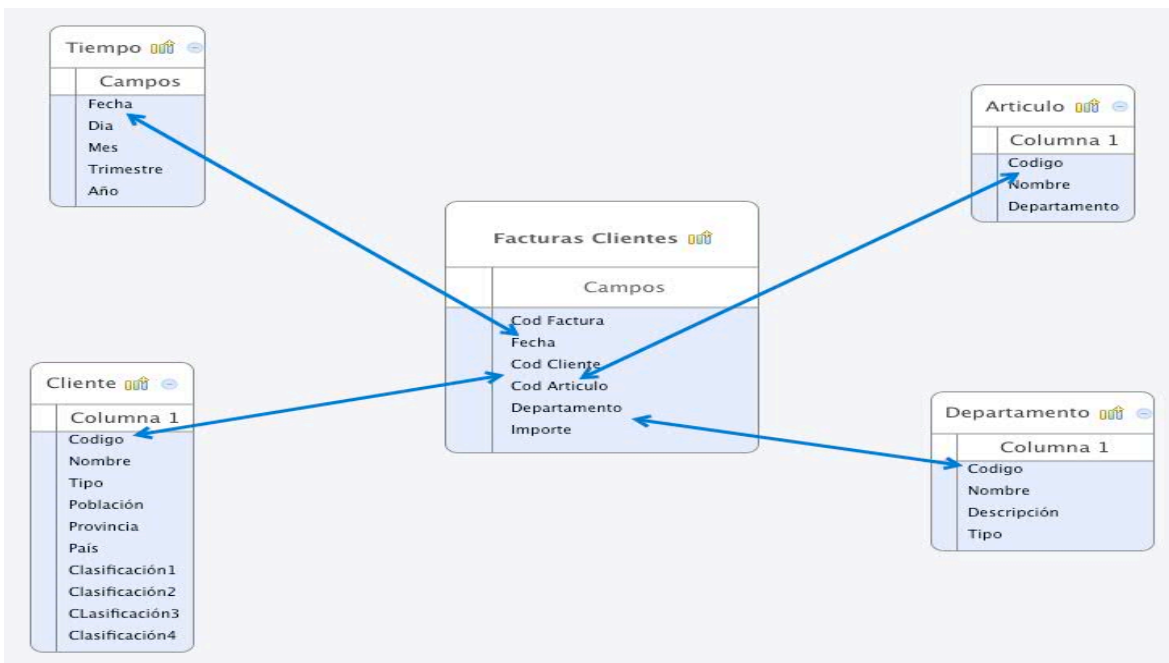 Tiempo
Campos
Fecha
Dia
Mes
Trimestre
Año
Articulo
Columna 1
Codigo
Nombre
Departamento
Facturas Clientes
Campos
Cod Factura
Fecha
Cod Cliente
Cod Articulo
Departamento
Importe
Cliente
Columna 1
Codigo
Nombre
Tipo
Población
Provincia
País
Clasificación1
Clasificación2
CLasificación3
Clasificación4
Departamento
Columna 1
Codigo
Nombre
Descripción
Tipo